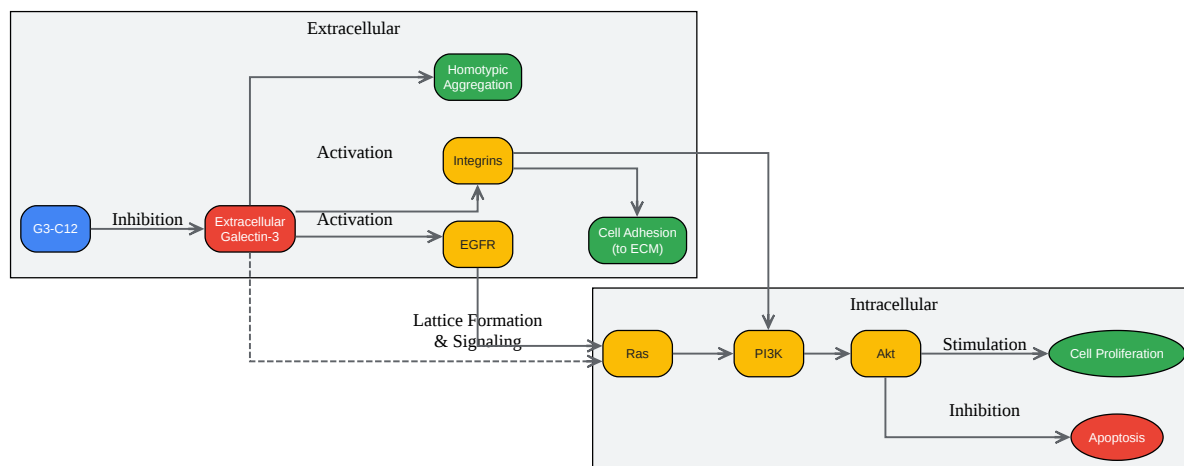 Extracellular
Homotypic
Aggregation
Activation
Integrins
G3-C12
Inhibition
Extracellular
Galectin-3
Activation
EGFR
Cell Adhesion
(to ECM)
Intracellular
Lattice Formation
& Signaling
Ras
PI3K
Akt
Stimulation
Cell Proliferation
Inhibition
Apoptosis